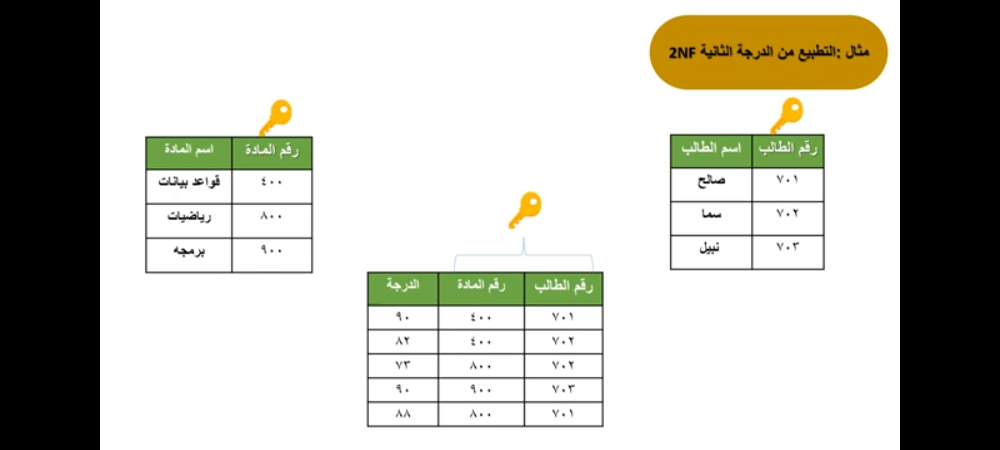 مثال :التطبيع من الدرجة الثانية 2NF
رقم الطالب اسم الطالب
٧٠١ صالح
٧٠٢ سما
٧٠٣ نبيل
رقم المادة اسم المادة
٤٠٠ قواعد بيانات
٨٠٠ رياضيات
٩٠٠ برمجه
رقم الطالب رقم المادة الدرجة
٧٠١ ٤٠٠ ٩٠
٧٠٢ ٤٠٠ ٨٢
٧٠٢ ٨٠٠ ٧٣
٧٠٣ ٩٠٠ ٩٠
٧٠١ ٨٠٠ ٨٨